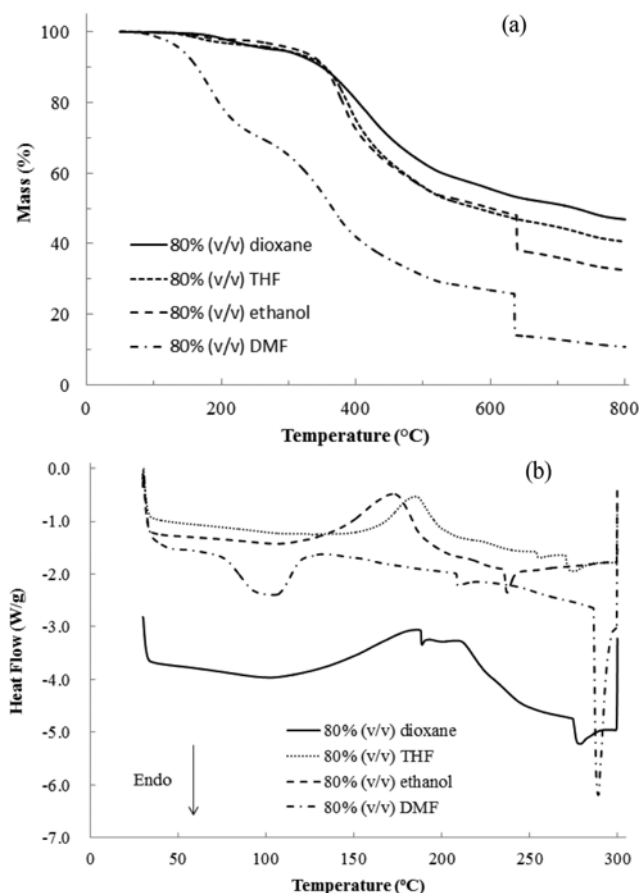 (a)
100
80
60
40
20
0
Mass (%)
80% (v/v) dioxane
80% (v/v) THF
80% (v/v) ethanol
80% (v/v) DMF
0 200 400 600 800
Temperature (°C)
(b)
0.0
-1.0
-2.0
-3.0
-4.0
-5.0
-6.0
-7.0
Heat Flow (W/g)
80% (v/v) dioxane
80% (v/v) THF
80% (v/v) ethanol
80% (v/v) DMF
Endo
0 50 100 150 200 250 300
Temperature (°C)